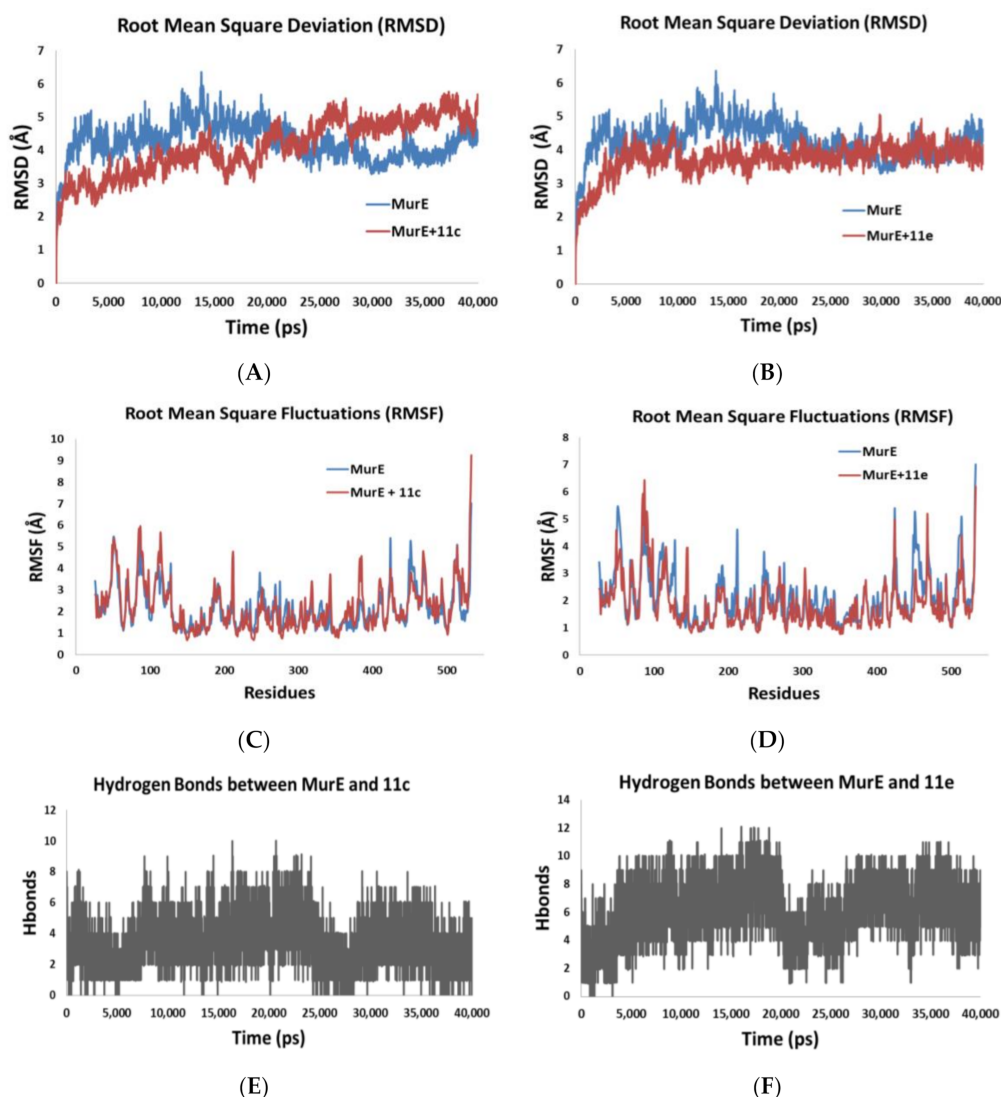 Root Mean Square Deviation (RMSD)
7
6
5
4
3
2
1
0
RMSD (Å)
MurE
MurE+11c
0 5,000 10,000 15,000 20,000 25,000 30,000 35,000 40,000
Time (ps)
(A)
Root Mean Square Deviation (RMSD)
7
6
5
4
3
2
1
0
RMSD (Å)
MurE
MurE+11e
0 5,000 10,000 15,000 20,000 25,000 30,000 35,000 40,000
Time (ps)
(B)
Root Mean Square Fluctuations (RMSF)
10
9
8
7
6
5
4
3
2
1
0
RMSF (Å)
MurE
MurE + 11c
0 100 200 300 400 500
Residues
(C)
Root Mean Square Fluctuations (RMSF)
8
7
6
5
4
3
2
1
0
RMSF (Å)
MurE
MurE+11e
0 100 200 300 400 500
Residues
(D)
Hydrogen Bonds between MurE and 11c
12
10
8
6
4
2
0
Hbonds
0 5,000 10,000 15,000 20,000 25,000 30,000 35,000 40,000
Time (ps)
(E)
Hydrogen Bonds between MurE and 11e
14
12
10
8
6
4
2
0
Hbonds
0 5,000 10,000 15,000 20,000 25,000 30,000 35,000 40,000
Time (ps)
(F)